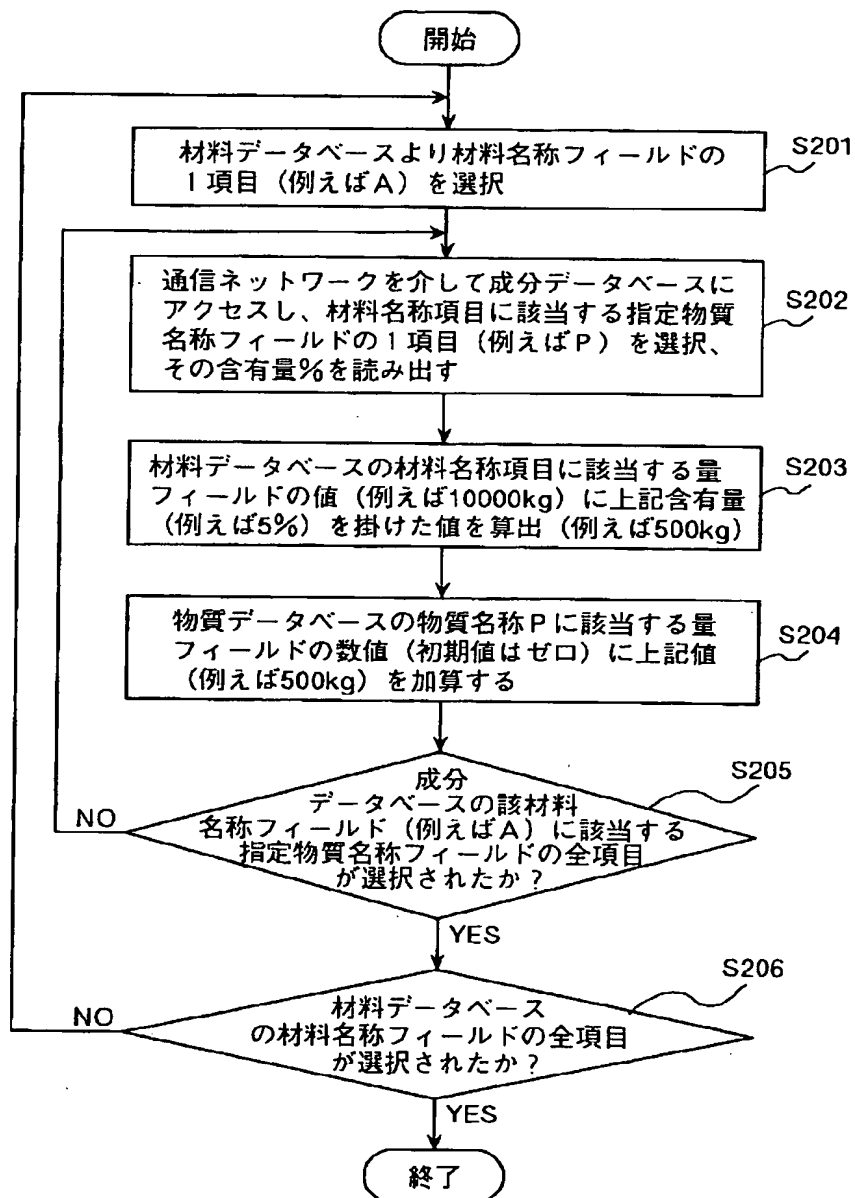 開始
材料データベースより材料名称フィールドの
1項目（例えばA）を選択
S201
通信ネットワークを介して成分データベースに
アクセスし、材料名称項目に該当する指定物質
名称フィールドの1項目（例えばP）を選択、
その含有量%を読み出す
S202
材料データベースの材料名称項目に該当する量
フィールドの値（例えば10000kg）に上記含有量
（例えば5%）を掛けた値を算出（例えば500kg）
S203
物質データベースの物質名称Pに該当する量
フィールドの数値（初期値はゼロ）に上記値
（例えば500kg）を加算する
S204
成分
データベースの該材料
名称フィールド（例えばA）に該当する
指定物質名称フィールドの全項目
が選択されたか？
S205
NO
YES
材料データベース
の材料名称フィールドの全項目
が選択されたか？
S206
NO
YES
終了